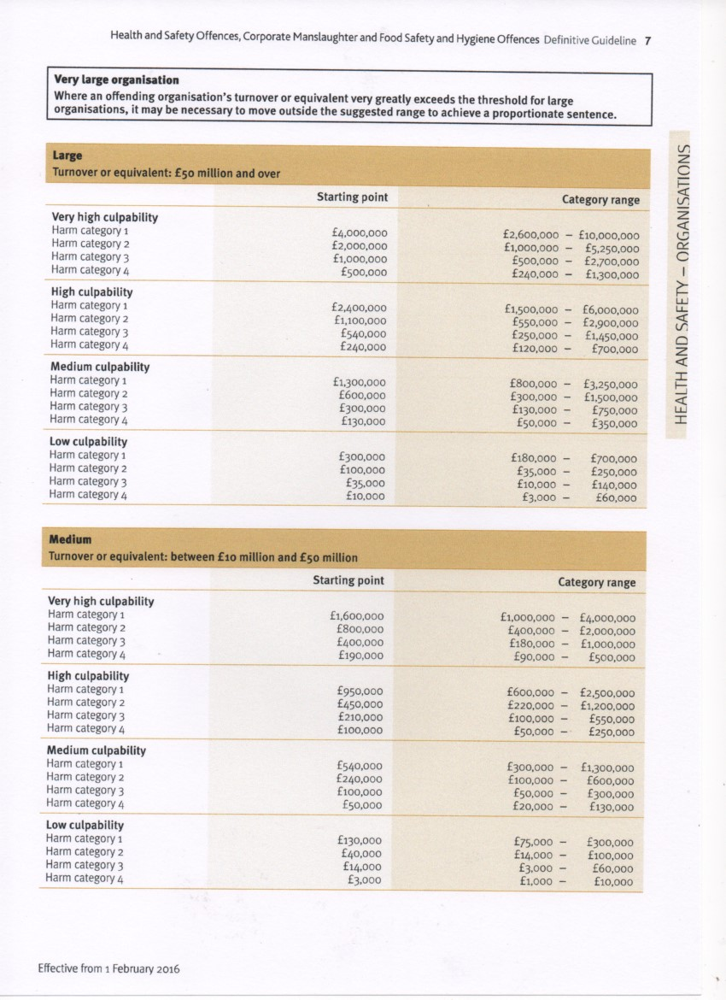 Health and Safety Offences, Corporate Manslaughter and Food Safety and Hygiene Offences Definitive Guideline 7
Very large organisation
Where an offending organisation's turnover or equivalent very greatly exceeds the threshold for large
organisations, it may be necessary to move outside the suggested range to achieve a proportionate sentence.
HEALTH AND SAFETY – ORGANISATIONS
Large
Turnover or equivalent: £50 million and over
Starting point Category range
Very high culpability
Harm category 1 £4,000,000 £2,600,000 – £10,000,000
Harm category 2 £2,000,000 £1,000,000 – £5,250,000
Harm category 3 £1,000,000 £500,000 – £2,700,000
Harm category 4 £500,000 £240,000 – £1,300,000
High culpability
Harm category 1 £2,400,000 £1,500,000 – £6,000,000
Harm category 2 £1,100,000 £550,000 – £2,900,000
Harm category 3 £540,000 £250,000 – £1,450,000
Harm category 4 £240,000 £120,000 – £700,000
Medium culpability
Harm category 1 £1,300,000 £800,000 – £3,250,000
Harm category 2 £600,000 £300,000 – £1,500,000
Harm category 3 £300,000 £130,000 – £750,000
Harm category 4 £130,000 £50,000 – £350,000
Low culpability
Harm category 1 £300,000 £180,000 – £700,000
Harm category 2 £100,000 £35,000 – £250,000
Harm category 3 £35,000 £10,000 – £140,000
Harm category 4 £10,000 £3,000 – £60,000
Medium
Turnover or equivalent: between £10 million and £50 million
Starting point Category range
Very high culpability
Harm category 1 £1,600,000 £1,000,000 – £4,000,000
Harm category 2 £800,000 £400,000 – £2,000,000
Harm category 3 £400,000 £180,000 – £1,000,000
Harm category 4 £190,000 £90,000 – £500,000
High culpability
Harm category 1 £950,000 £600,000 – £2,500,000
Harm category 2 £450,000 £220,000 – £1,200,000
Harm category 3 £210,000 £100,000 – £550,000
Harm category 4 £100,000 £50,000 – £250,000
Medium culpability
Harm category 1 £540,000 £300,000 – £1,300,000
Harm category 2 £240,000 £100,000 – £600,000
Harm category 3 £100,000 £50,000 – £300,000
Harm category 4 £50,000 £20,000 – £130,000
Low culpability
Harm category 1 £130,000 £75,000 – £300,000
Harm category 2 £40,000 £14,000 – £100,000
Harm category 3 £14,000 £3,000 – £60,000
Harm category 4 £3,000 £1,000 – £10,000
Effective from 1 February 2016